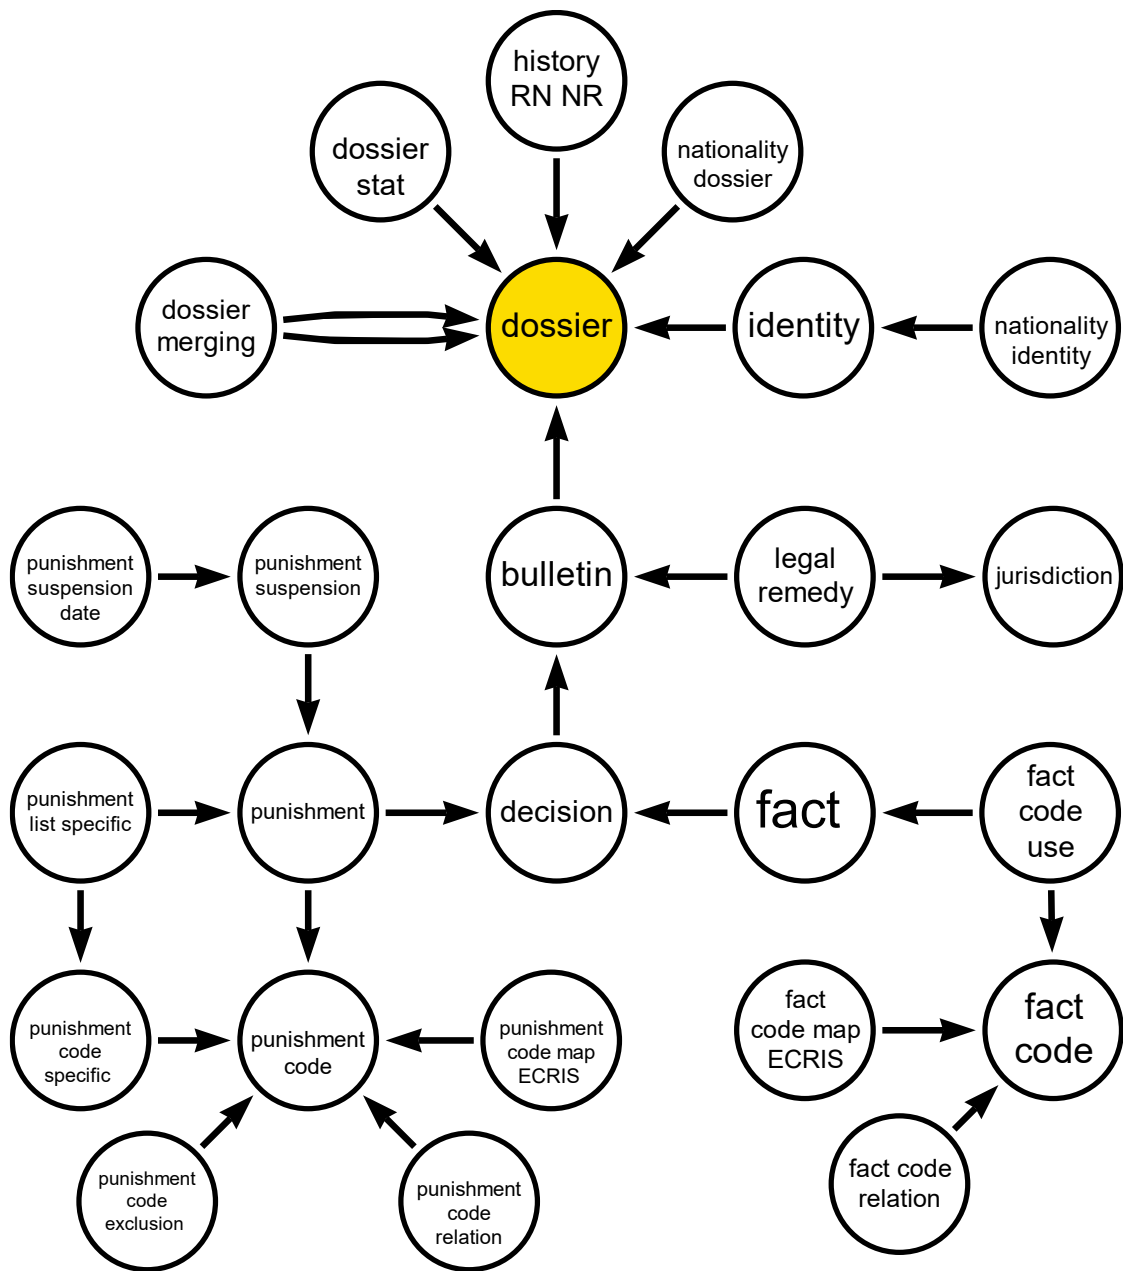 history
RN NR
dossier
stat
nationality
dossier
dossier
merging
dossier
identity
nationality
identity
punishment
suspension
date
punishment
suspension
bulletin
legal
remedy
jurisdiction
punishment
list specific
punishment
decision
fact
fact
code
use
punishment
code
specific
punishment
code
punishment
code map
ECRIS
fact
code map
ECRIS
fact
code
punishment
code
exclusion
punishment
code
relation
fact code
relation